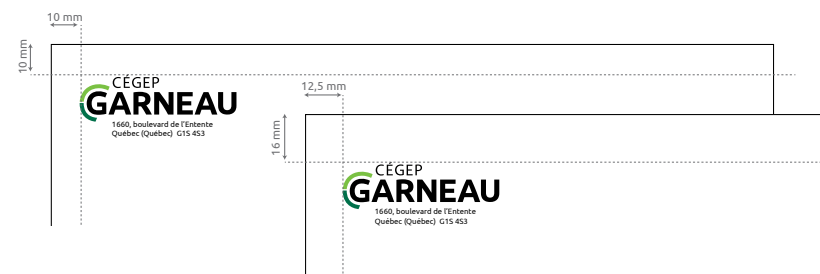 10 mm
10 mm
CÉGEP
GARNEAU
1660, boulevard de l'Entente
Québec (Québec) G1S 4S3
12,5 mm
16 mm
CÉGEP
GARNEAU
1660, boulevard de l'Entente
Québec (Québec) G1S 4S3